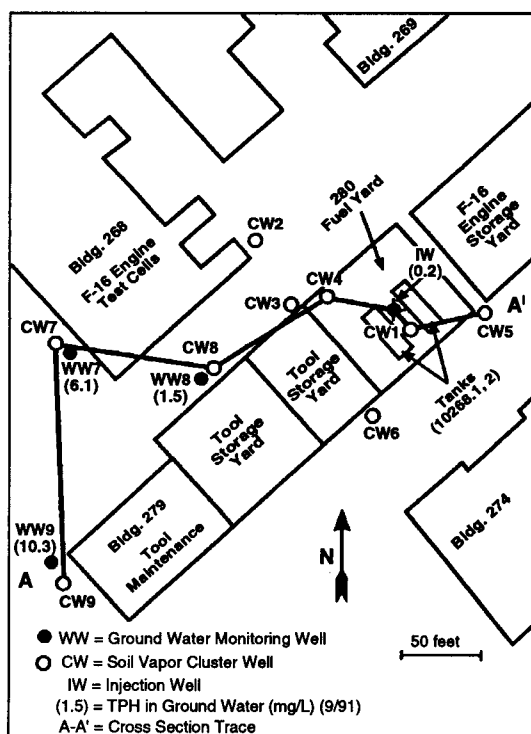 Bldg. 269
280
Fuel Yard
F-16
Engine
Storage
Yard
Bldg. 268
F-16 Engine
Test Cells
CW2
IW
(0.2)
CW4
CW3
A'
CW1
CW5
CW7
WW7
(6.1)
CW8
WW8
(1.5)
Tool
Storage
Yard
Tanks
(10268.1, 2)
Tool
Storage
Yard
CW6
Bldg. 274
Bldg. 279
Tool
Maintenance
WW9
(10.3)
A
CW9
N
WW = Ground Water Monitoring Well
CW = Soil Vapor Cluster Well
IW = Injection Well
(1.5) = TPH in Ground Water (mg/L) (9/91)
A-A' = Cross Section Trace
50 feet